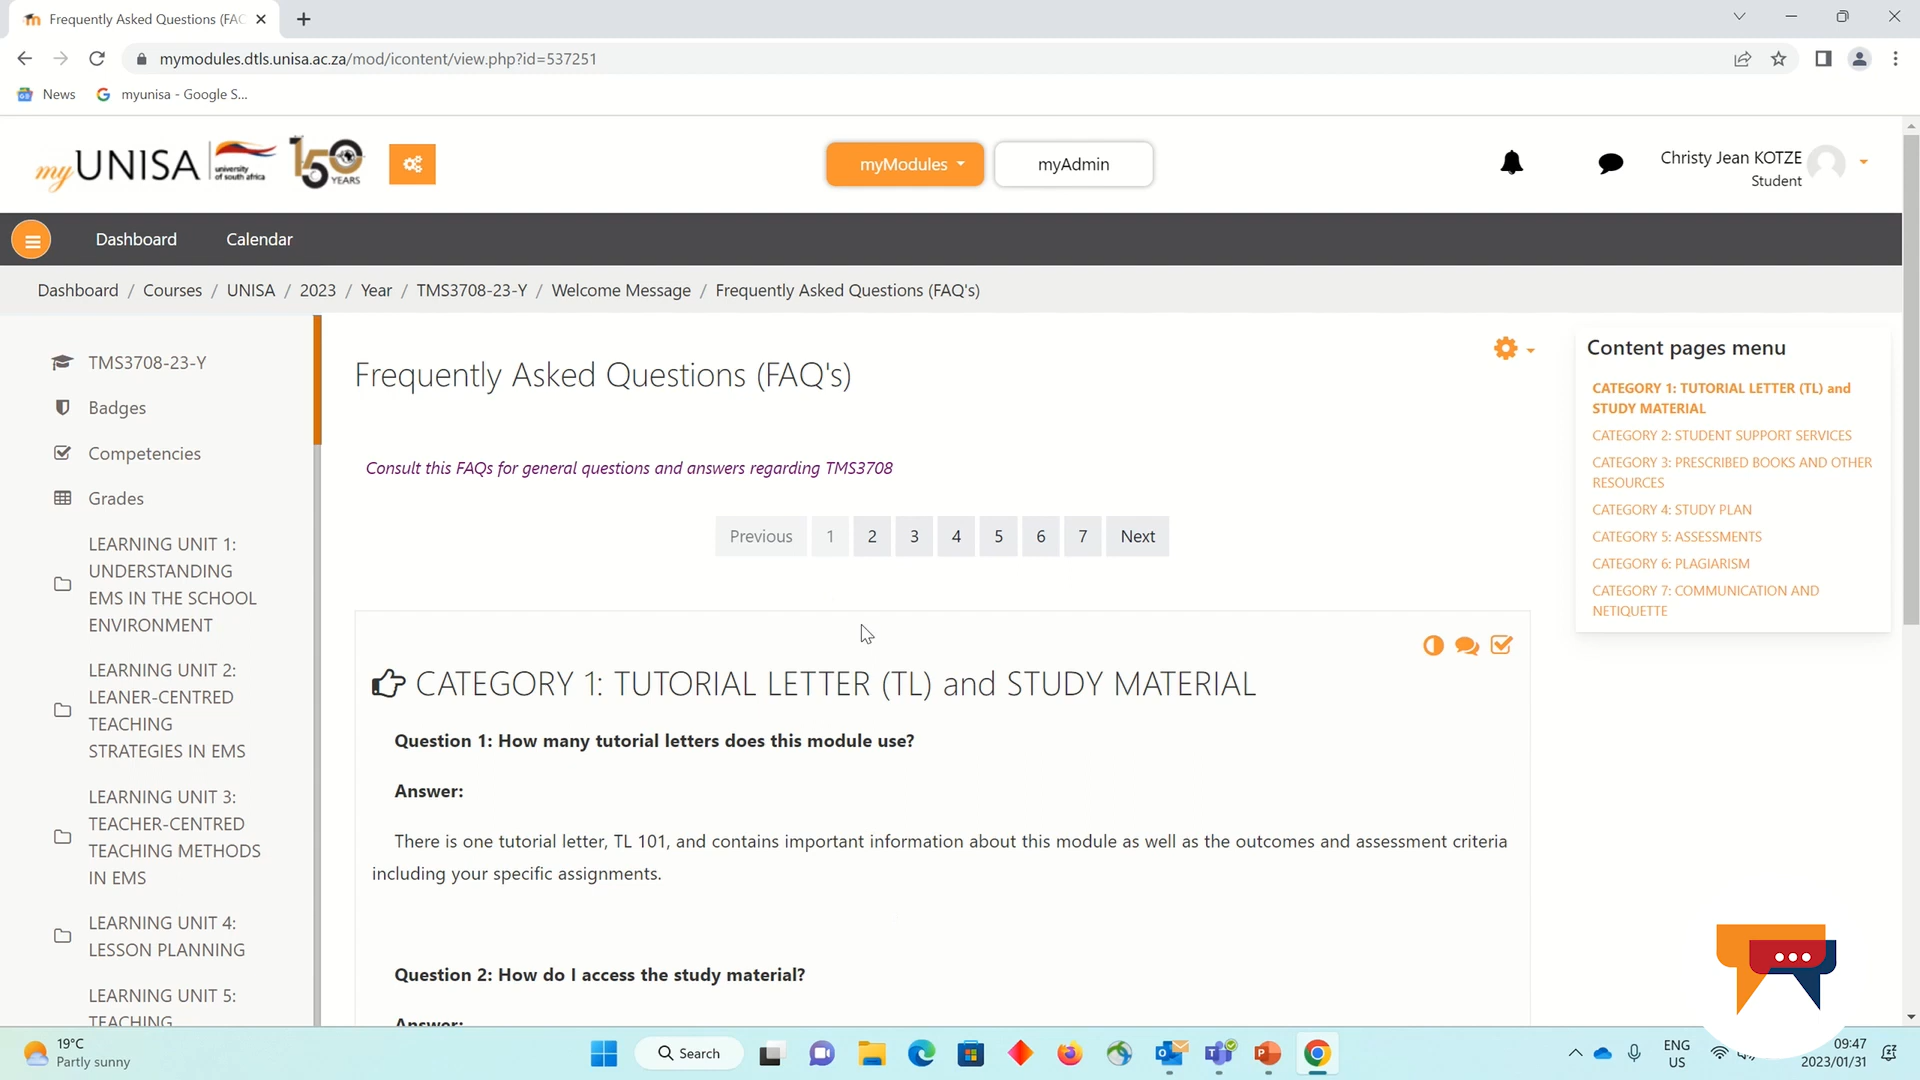 Frequently Asked Questions (FAQ
mymodules.dtls.unisa.ac.za/mod/icontent/view.php?id=537251
News
myunisa - Google S...
myUNISA
university
of south africa
150
YEARS
myModules
myAdmin
Christy Jean KOTZE
Student
Dashboard
Calendar
Dashboard / Courses / UNISA / 2023 / Year / TMS3708-23-Y / Welcome Message / Frequently Asked Questions (FAQ's)
TMS3708-23-Y
Badges
Competencies
Grades
LEARNING UNIT 1:
UNDERSTANDING
EMS IN THE SCHOOL
ENVIRONMENT
LEARNING UNIT 2:
LEANER-CENTRED
TEACHING
STRATEGIES IN EMS
LEARNING UNIT 3:
TEACHER-CENTRED
TEACHING METHODS
IN EMS
LEARNING UNIT 4:
LESSON PLANNING
LEARNING UNIT 5:
TEACHING
Frequently Asked Questions (FAQ's)
Consult this FAQs for general questions and answers regarding TMS3708
Previous 1 2 3 4 5 6 7 Next
CATEGORY 1: TUTORIAL LETTER (TL) and STUDY MATERIAL
Question 1: How many tutorial letters does this module use?
Answer:
There is one tutorial letter, TL 101, and contains important information about this module as well as the outcomes and assessment criteria
including your specific assignments.
Question 2: How do I access the study material?
Answer:
Content pages menu
CATEGORY 1: TUTORIAL LETTER (TL) and
STUDY MATERIAL
CATEGORY 2: STUDENT SUPPORT SERVICES
CATEGORY 3: PRESCRIBED BOOKS AND OTHER
RESOURCES
CATEGORY 4: STUDY PLAN
CATEGORY 5: ASSESSMENTS
CATEGORY 6: PLAGIARISM
CATEGORY 7: COMMUNICATION AND
NETIQUETTE
19°C
Partly sunny
Search
ENG
US
09:47
2023/01/31